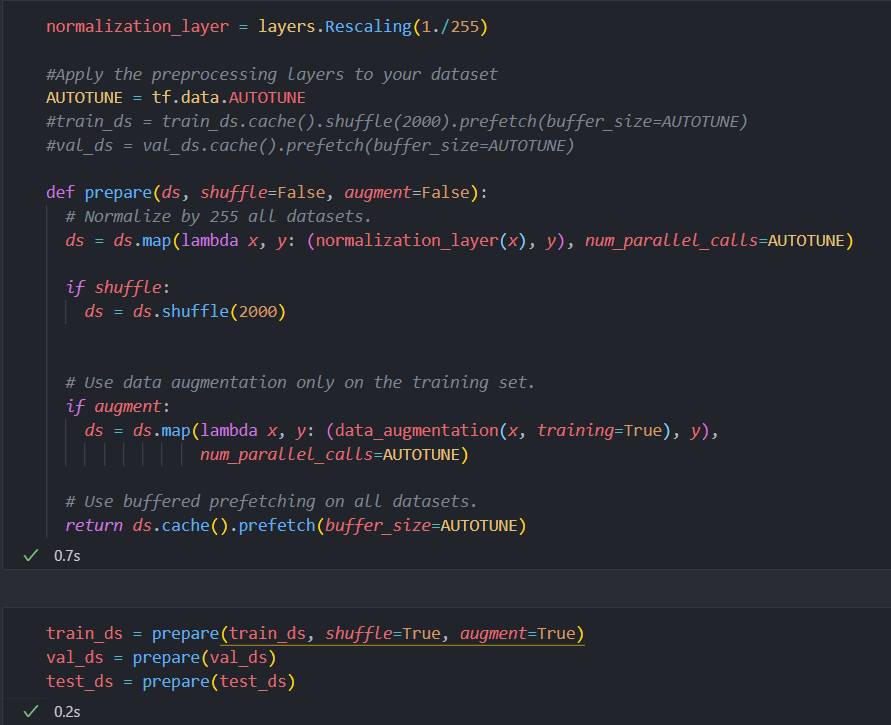 normalization_layer = layers.Rescaling(1./255)
#Apply the preprocessing layers to your dataset
AUTOTUNE = tf.data.AUTOTUNE
#train_ds = train_ds.cache().shuffle(2000).prefetch(buffer_size=AUTOTUNE)
#val_ds = val_ds.cache().prefetch(buffer_size=AUTOTUNE)
def prepare(ds, shuffle=False, augment=False):
# Normalize by 255 all datasets.
ds = ds.map(lambda x, y: (normalization_layer(x), y), num_parallel_calls=AUTOTUNE)
if shuffle:
ds = ds.shuffle(2000)
# Use data augmentation only on the training set.
if augment:
ds = ds.map(lambda x, y: (data_augmentation(x, training=True), y),
num_parallel_calls=AUTOTUNE)
# Use buffered prefetching on all datasets.
return ds.cache().prefetch(buffer_size=AUTOTUNE)
0.7s
train_ds = prepare(train_ds, shuffle=True, augment=True)
val_ds = prepare(val_ds)
test_ds = prepare(test_ds)
0.2s